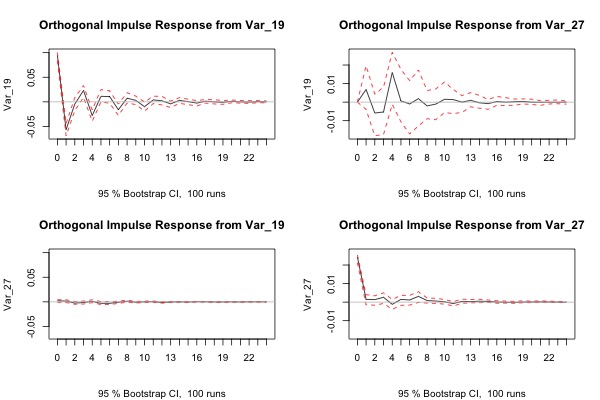 Orthogonal Impulse Response from Var_19
Var_19
0.05
-0.05
0 2 4 6 8 10 13 16 19 22
95 % Bootstrap CI, 100 runs
Orthogonal Impulse Response from Var_27
Var_19
0.01
-0.01
0 2 4 6 8 10 13 16 19 22
95 % Bootstrap CI, 100 runs
Orthogonal Impulse Response from Var_19
Var_27
0.05
-0.05
0 2 4 6 8 10 13 16 19 22
95 % Bootstrap CI, 100 runs
Orthogonal Impulse Response from Var_27
Var_27
0.01
-0.01
0 2 4 6 8 10 13 16 19 22
95 % Bootstrap CI, 100 runs